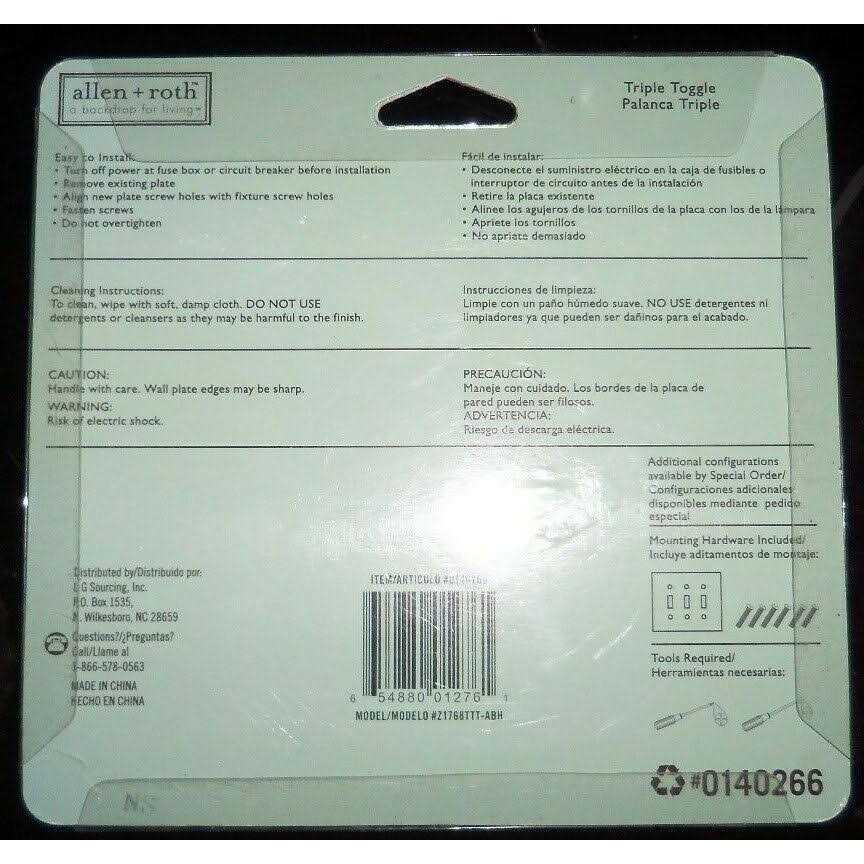 allen + roth™
a backdrop for living™
Triple Toggle
Palanca Triple
Easy to Install:
• Turn off power at fuse box or circuit breaker before installation
• Remove existing plate
• Align new plate screw holes with fixture screw holes
• Fasten screws
• Do not overtighten
Fácil de instalar:
• Desconecte el suministro eléctrico en la caja de fusibles o
interruptor de circuito antes de la instalación
• Retire la placa existente
• Alinee los agujeros de los tornillos de la placa con los de la lámpara
• Apriete los tornillos
• No apriete demasiado
Cleaning Instructions:
To clean, wipe with soft, damp cloth. DO NOT USE
detergents or cleansers as they may be harmful to the finish.
Instrucciones de limpieza:
Limpie con un paño húmedo suave. NO USE detergentes ni
limpiadores ya que pueden ser dañinos para el acabado.
CAUTION:
Handle with care. Wall plate edges may be sharp.
WARNING:
Risk of electric shock.
PRECAUCIÓN:
Maneje con cuidado. Los bordes de la placa de
pared pueden ser filosos.
ADVERTENCIA:
Riesgo de descarga eléctrica.
Additional configurations
available by Special Order/
Configuraciones adicionales
disponibles mediante pedido
especial
Mounting Hardware Included/
Incluye aditamentos de montaje:
Tools Required/
Herramientas necesarias:
Distributed by/Distribuido por:
LG Sourcing, Inc.
P.O. Box 1535,
N. Wilkesboro, NC 28659
Questions?/¿Preguntas?
Call/Llame al
1-866-578-0563
MADE IN CHINA
HECHO EN CHINA
ITEM/ARTICULO #0140266
6 54880 01276 1
MODEL/MODELO #Z1768TTT-ABH
#0140266